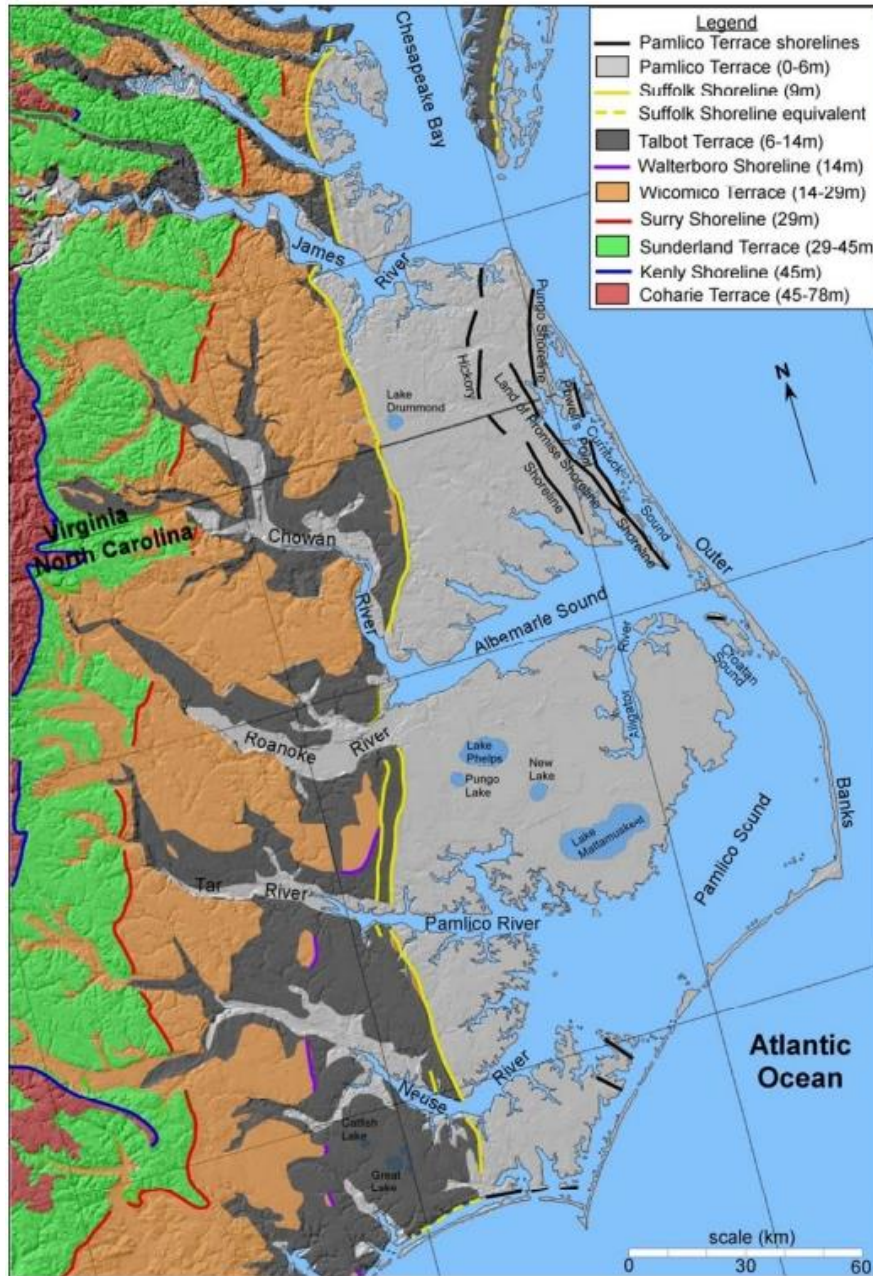 Legend
Pamlico Terrace shorelines
Pamlico Terrace (0-6m)
Suffolk Shoreline (9m)
Suffolk Shoreline equivalent
Talbot Terrace (6-14m)
Walterboro Shoreline (14m)
Wicomico Terrace (14-29m)
Surry Shoreline (29m)
Sunderland Terrace (29-45m)
Kenly Shoreline (45m)
Coharie Terrace (45-78m)
Chesapeake Bay
James
River
Pungo Shoreline
Hickory
Land of Promise Shoreline
Powell's
Point
Currituck
Sound
N
Lake
Drummond
Shoreline
Shoreline
Virginia
North Carolina
Chowan
River
Outer
Albemarle Sound
Croatan
Sound
River
Alligator
Roanoke
River
Lake
Phelps
Pungo
Lake
New
Lake
Lake
Mattamuskeet
Banks
Pamlico Sound
Tar
River
Pamlico River
Neuse
River
Atlantic
Ocean
Catfish
Lake
Great
Lake
scale (km)
0 30 60